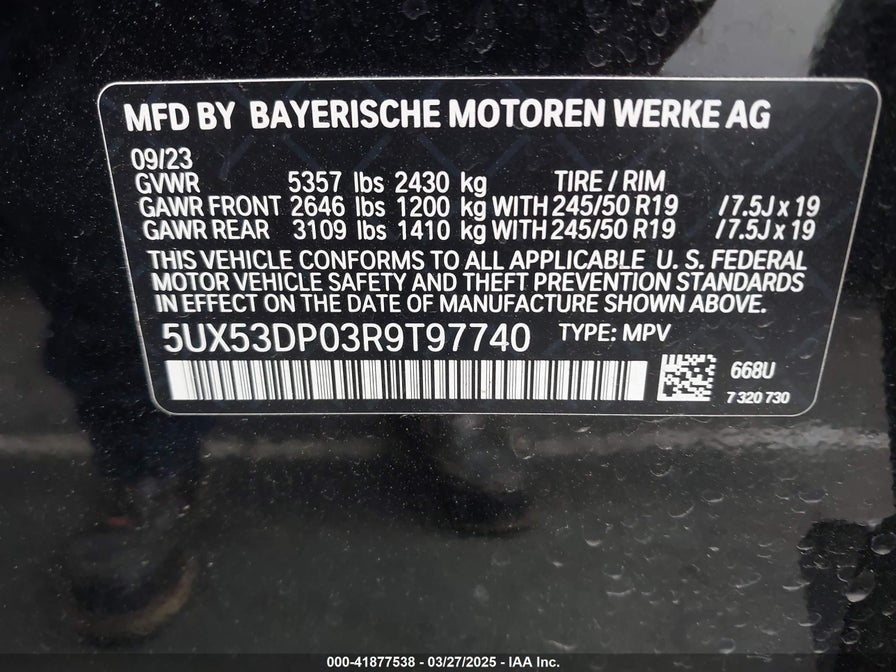 MFD BY BAYERISCHE MOTOREN WERKE AG
09/23
GVWR 5357 lbs 2430 kg TIRE / RIM
GAWR FRONT 2646 lbs 1200 kg WITH 245/50 R19 /7.5J x 19
GAWR REAR 3109 lbs 1410 kg WITH 245/50 R19 /7.5J x 19
THIS VEHICLE CONFORMS TO ALL APPLICABLE U. S. FEDERAL
MOTOR VEHICLE SAFETY AND THEFT PREVENTION STANDARDS
IN EFFECT ON THE DATE OF MANUFACTURE SHOWN ABOVE.
5UX53DP03R9T97740 TYPE: MPV
668U
7 320 730
000-41877538 - 03/27/2025 - IAA Inc.